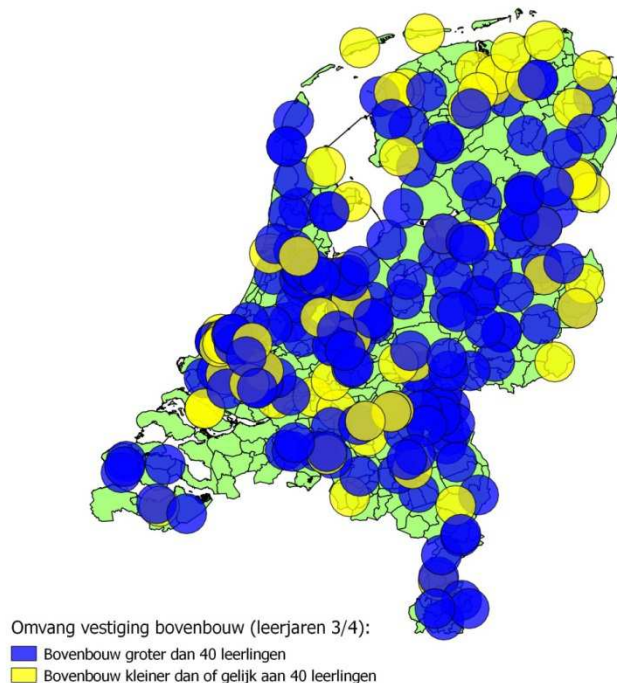 Omvang vestiging bovenbouw (leerjaren 3/4):
Bovenbouw groter dan 40 leerlingen
Bovenbouw kleiner dan of gelijk aan 40 leerlingen